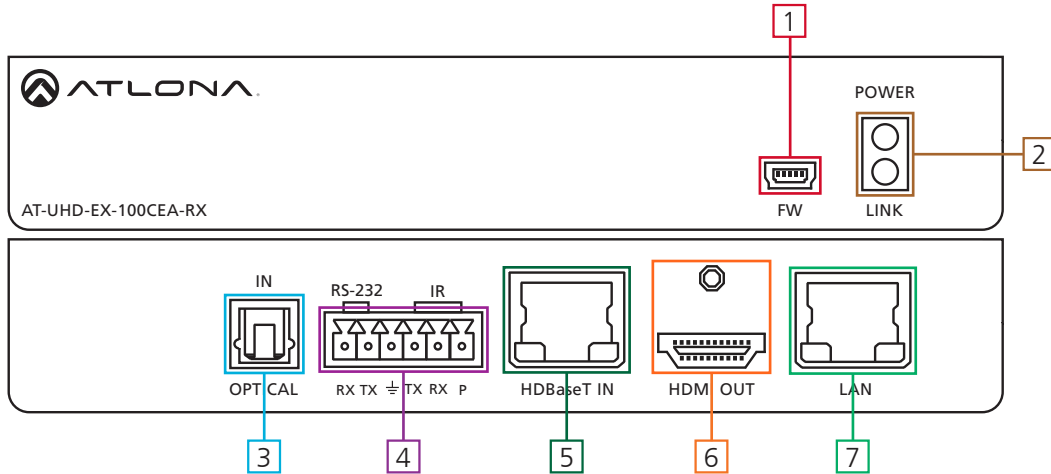 1
ATLONA
POWER
2
AT-UHD-EX-100CEA-RX
FW
LINK
IN
RS-232
IR
OPTICAL
RX TX ⏚ TX RX P
HDBaseT IN
HDMI OUT
LAN
3
4
5
6
7